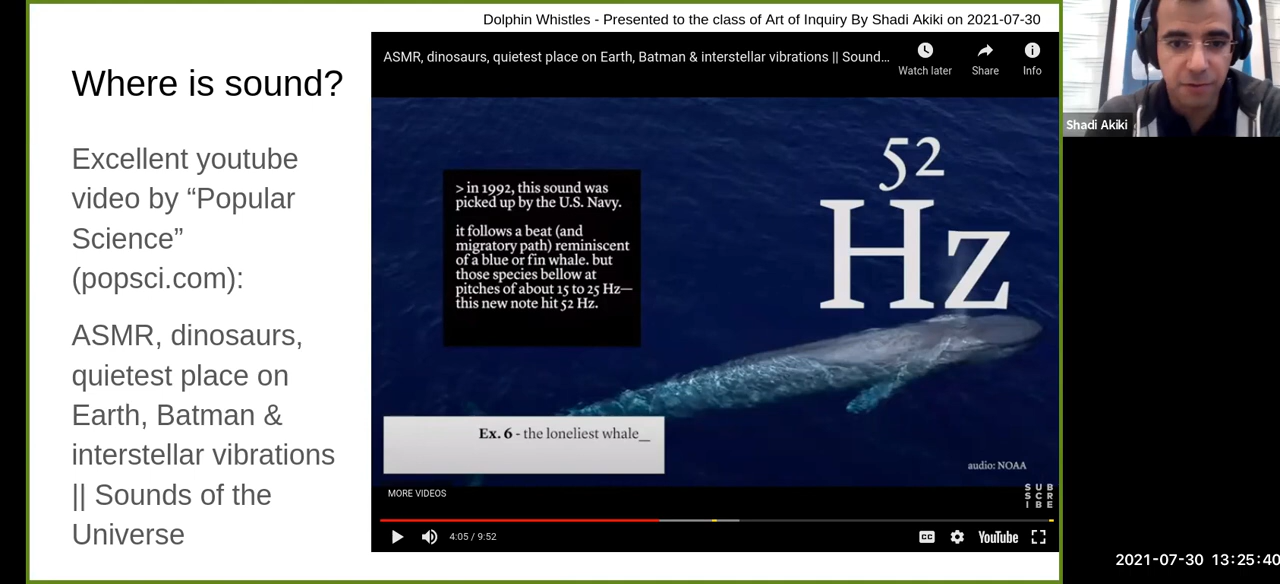 Dolphin Whistles - Presented to the class of Art of Inquiry By Shadi Akiki on 2021-07-30
Where is sound?
Excellent youtube
video by “Popular
Science”
(popsci.com):
ASMR, dinosaurs,
quietest place on
Earth, Batman &
interstellar vibrations
|| Sounds of the
Universe
ASMR, dinosaurs, quietest place on Earth, Batman & interstellar vibrations || Sound...
Watch later
Share
Info
52
Hz
> in 1992, this sound was
picked up by the U.S. Navy.
it follows a beat (and
migratory path) reminiscent
of a blue or fin whale. but
those species bellow at
pitches of about 15 to 25 Hz—
this new note hit 52 Hz.
Ex. 6 - the loneliest whale_
audio: NOAA
MORE VIDEOS
SUB
SCR
IBE
4:05 / 9:52
CC
YouTube
Shadi Akiki
2021-07-30 13:25:40